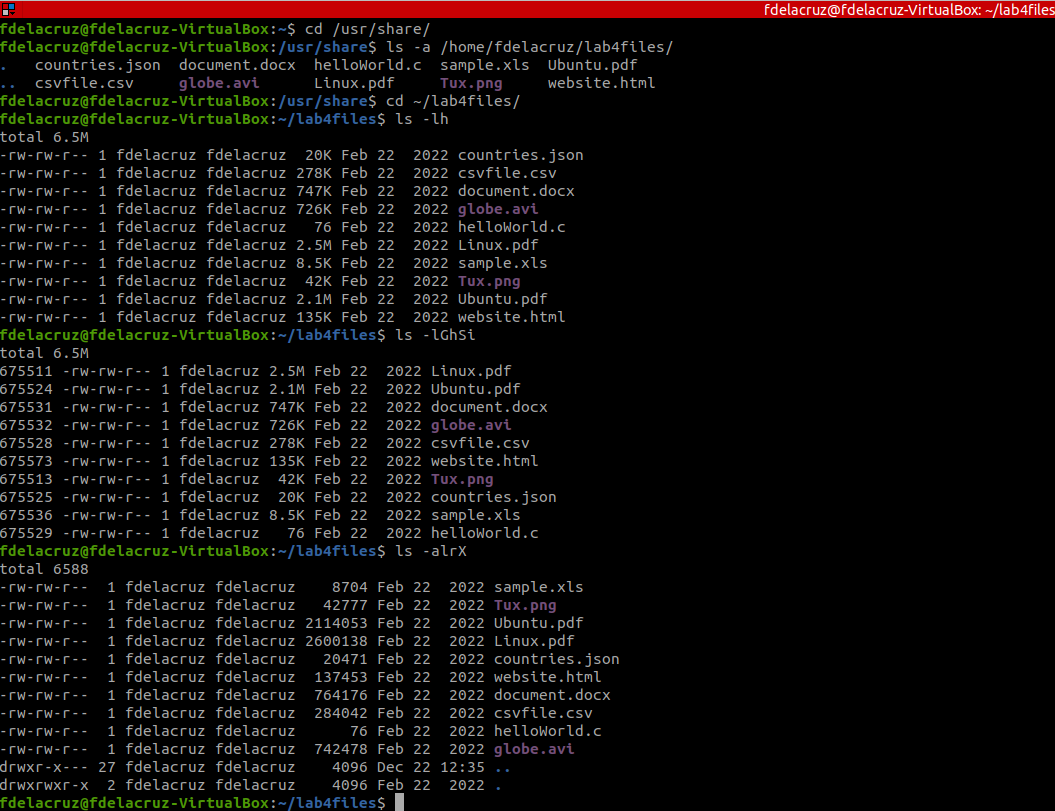 fdelacruz@fdelacruz-VirtualBox: ~/lab4files
fdelacruz@fdelacruz-VirtualBox:~$ cd /usr/share/
fdelacruz@fdelacruz-VirtualBox:/usr/share$ ls -a /home/fdelacruz/lab4files/
.   countries.json  document.docx  helloWorld.c  sample.xls  Ubuntu.pdf
..  csvfile.csv     globe.avi      Linux.pdf     Tux.png     website.html
fdelacruz@fdelacruz-VirtualBox:/usr/share$ cd ~/lab4files/
fdelacruz@fdelacruz-VirtualBox:~/lab4files$ ls -lh
total 6.5M
-rw-rw-r-- 1 fdelacruz fdelacruz  20K Feb 22  2022 countries.json
-rw-rw-r-- 1 fdelacruz fdelacruz 278K Feb 22  2022 csvfile.csv
-rw-rw-r-- 1 fdelacruz fdelacruz 747K Feb 22  2022 document.docx
-rw-rw-r-- 1 fdelacruz fdelacruz 726K Feb 22  2022 globe.avi
-rw-rw-r-- 1 fdelacruz fdelacruz   76 Feb 22  2022 helloWorld.c
-rw-rw-r-- 1 fdelacruz fdelacruz 2.5M Feb 22  2022 Linux.pdf
-rw-rw-r-- 1 fdelacruz fdelacruz 8.5K Feb 22  2022 sample.xls
-rw-rw-r-- 1 fdelacruz fdelacruz  42K Feb 22  2022 Tux.png
-rw-rw-r-- 1 fdelacruz fdelacruz 2.1M Feb 22  2022 Ubuntu.pdf
-rw-rw-r-- 1 fdelacruz fdelacruz 135K Feb 22  2022 website.html
fdelacruz@fdelacruz-VirtualBox:~/lab4files$ ls -lGhSi
total 6.5M
675511 -rw-rw-r-- 1 fdelacruz 2.5M Feb 22  2022 Linux.pdf
675524 -rw-rw-r-- 1 fdelacruz 2.1M Feb 22  2022 Ubuntu.pdf
675531 -rw-rw-r-- 1 fdelacruz 747K Feb 22  2022 document.docx
675532 -rw-rw-r-- 1 fdelacruz 726K Feb 22  2022 globe.avi
675528 -rw-rw-r-- 1 fdelacruz 278K Feb 22  2022 csvfile.csv
675573 -rw-rw-r-- 1 fdelacruz 135K Feb 22  2022 website.html
675513 -rw-rw-r-- 1 fdelacruz  42K Feb 22  2022 Tux.png
675525 -rw-rw-r-- 1 fdelacruz  20K Feb 22  2022 countries.json
675536 -rw-rw-r-- 1 fdelacruz 8.5K Feb 22  2022 sample.xls
675529 -rw-rw-r-- 1 fdelacruz   76 Feb 22  2022 helloWorld.c
fdelacruz@fdelacruz-VirtualBox:~/lab4files$ ls -alrX
total 6588
-rw-rw-r--  1 fdelacruz fdelacruz    8704 Feb 22  2022 sample.xls
-rw-rw-r--  1 fdelacruz fdelacruz   42777 Feb 22  2022 Tux.png
-rw-rw-r--  1 fdelacruz fdelacruz 2114053 Feb 22  2022 Ubuntu.pdf
-rw-rw-r--  1 fdelacruz fdelacruz 2600138 Feb 22  2022 Linux.pdf
-rw-rw-r--  1 fdelacruz fdelacruz   20471 Feb 22  2022 countries.json
-rw-rw-r--  1 fdelacruz fdelacruz  137453 Feb 22  2022 website.html
-rw-rw-r--  1 fdelacruz fdelacruz  764176 Feb 22  2022 document.docx
-rw-rw-r--  1 fdelacruz fdelacruz  284042 Feb 22  2022 csvfile.csv
-rw-rw-r--  1 fdelacruz fdelacruz      76 Feb 22  2022 helloWorld.c
-rw-rw-r--  1 fdelacruz fdelacruz  742478 Feb 22  2022 globe.avi
drwxr-x--- 27 fdelacruz fdelacruz    4096 Dec 22 12:35 ..
drwxrwxr-x  2 fdelacruz fdelacruz    4096 Feb 22  2022 .
fdelacruz@fdelacruz-VirtualBox:~/lab4files$